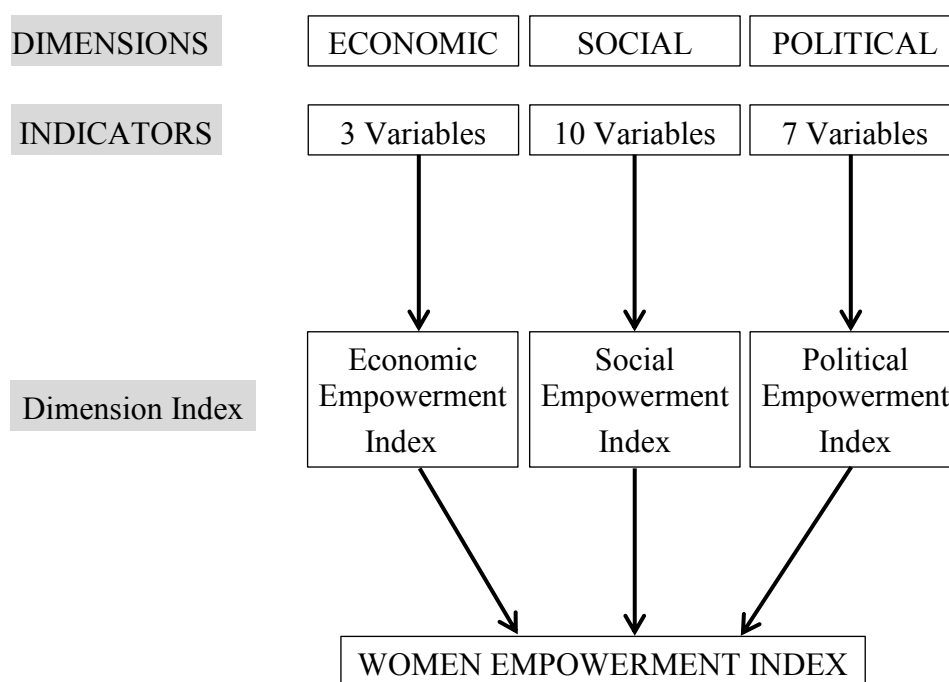 DIMENSIONS
ECONOMIC
SOCIAL
POLITICAL
INDICATORS
3 Variables
10 Variables
7 Variables
Dimension Index
Economic
Empowerment
Index
Social
Empowerment
Index
Political
Empowerment
Index
WOMEN EMPOWERMENT INDEX